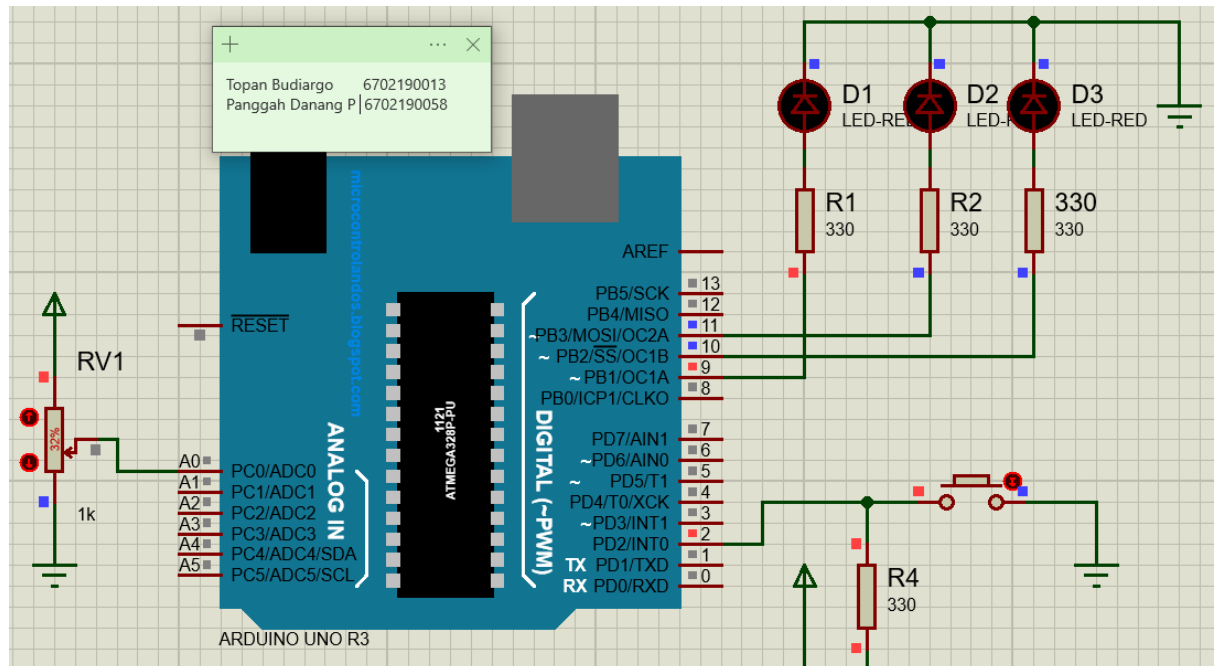 Topan Budiargo 6702190013
Panggah Danang P 6702190058
D1
LED-RED
D2
D3
LED-RED
R1
330
R2
330
330
330
microcontrolandos.blogspot.com
AREF
RESET
PB5/SCK 13
PB4/MISO 12
~PB3/MOSI/OC2A 11
~ PB2/SS/OC1B 10
~ PB1/OC1A 9
PB0/ICP1/CLKO 8
RV1
32%
1k
1121
ATMEGA328P-PU
ANALOG IN
DIGITAL (~PWM)
A0 PC0/ADC0
A1 PC1/ADC1
A2 PC2/ADC2
A3 PC3/ADC3
A4 PC4/ADC4/SDA
A5 PC5/ADC5/SCL
PD7/AIN1 7
~PD6/AIN0 6
~ PD5/T1 5
PD4/T0/XCK 4
~PD3/INT1 3
PD2/INT0 2
TX PD1/TXD 1
RX PD0/RXD 0
R4
330
ARDUINO UNO R3